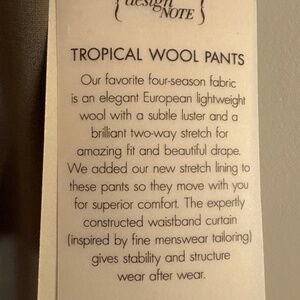 design
NOTE
TROPICAL WOOL PANTS
Our favorite four-season fabric
is an elegant European lightweight
wool with a subtle luster and a
brilliant two-way stretch for
amazing fit and beautiful drape.
We added our new stretch lining to
these pants so they move with you
for superior comfort. The expertly
constructed waistband curtain
(inspired by fine menswear tailoring)
gives stability and structure
wear after wear.